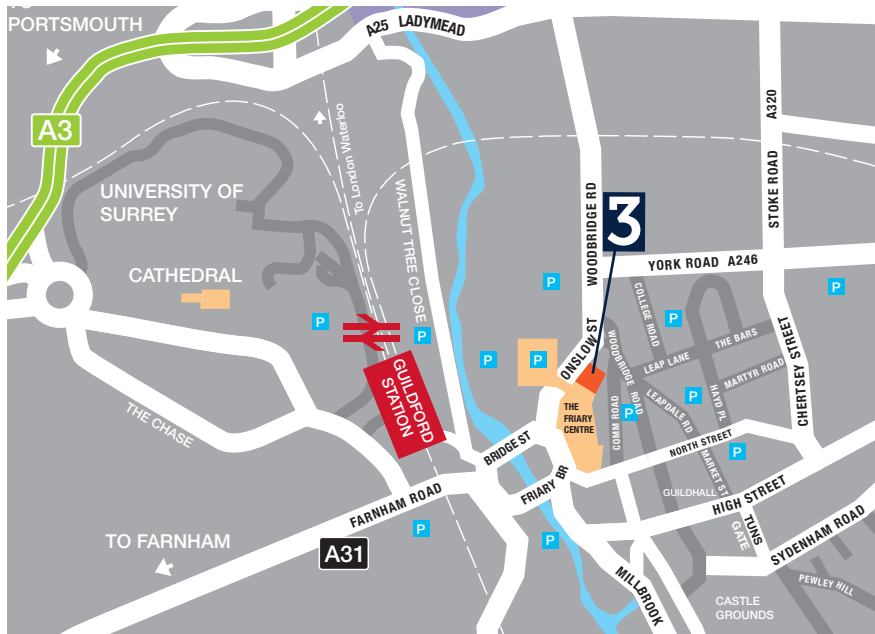 TO
PORTSMOUTH
A25 LADYMEAD
A3
A320
To London Waterloo
UNIVERSITY OF
SURREY
WALNUT TREE CLOSE
WOODBRIDGE RD
3
STOKE ROAD
YORK ROAD A246
CATHEDRAL
P
P
P
P
P
P
P
COLLEGE ROAD
ONSLOW ST
WOODBRIDGE ROAD
THE BARS
LEAP LANE
MARTYR ROAD
CHERTSEY STREET
GUILDFORD
STATION
HAYD PL
P
P
LEAPDALE RD
THE
FRIARY
CENTRE
COMM ROAD
THE CHASE
BRIDGE ST
NORTH STREET
P
MARKET ST
FRIARY BR
FARNHAM ROAD
GUILDHALL
HIGH STREET
TUNS
GATE
P
P
SYDENHAM ROAD
TO FARNHAM
A31
MILLBROOK
PEWLEY HILL
CASTLE
GROUNDS